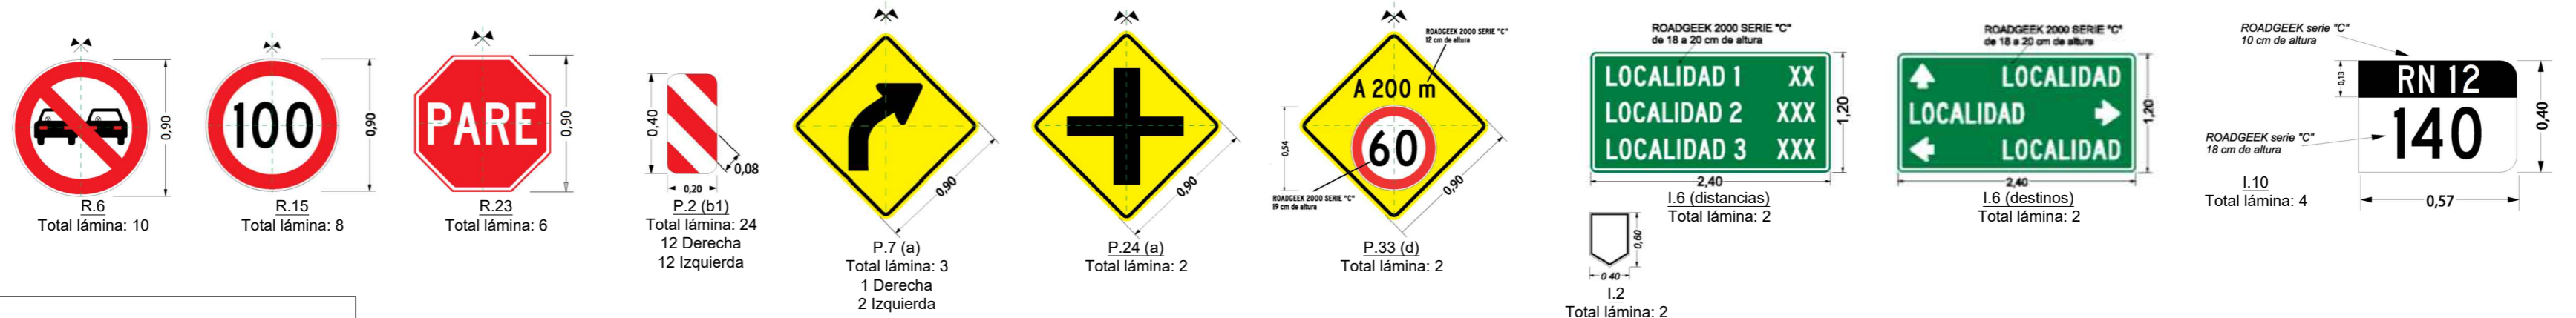 0,90
R.6
Total lámina: 10
100
0,90
R.15
Total lámina: 8
PARE
0,90
R.23
Total lámina: 6
0,40
0,08
0,20
P.2 (b1)
Total lámina: 24
12 Derecha
12 Izquierda
0,90
P.7 (a)
Total lámina: 3
1 Derecha
2 Izquierda
0,90
P.24 (a)
Total lámina: 2
ROADGEEK 2000 SERIE "C"
12 cm de altura
A 200 m
60
0,54
0,90
ROADGEEK 2000 SERIE "C"
19 cm de altura
P.33 (d)
Total lámina: 2
ROADGEEK 2000 SERIE "C"
de 18 a 20 cm de altura
LOCALIDAD 1 XX
LOCALIDAD 2 XXX
LOCALIDAD 3 XXX
1,20
2,40
I.6 (distancias)
Total lámina: 2
0,60
0 40
I.2
Total lámina: 2
ROADGEEK 2000 SERIE "C"
de 18 a 20 cm de altura
LOCALIDAD
LOCALIDAD
LOCALIDAD
1,20
2,40
I.6 (destinos)
Total lámina: 2
ROADGEEK serie "C"
10 cm de altura
0,13
RN 12
140
0,40
ROADGEEK serie "C"
18 cm de altura
I.10
Total lámina: 4
0,57